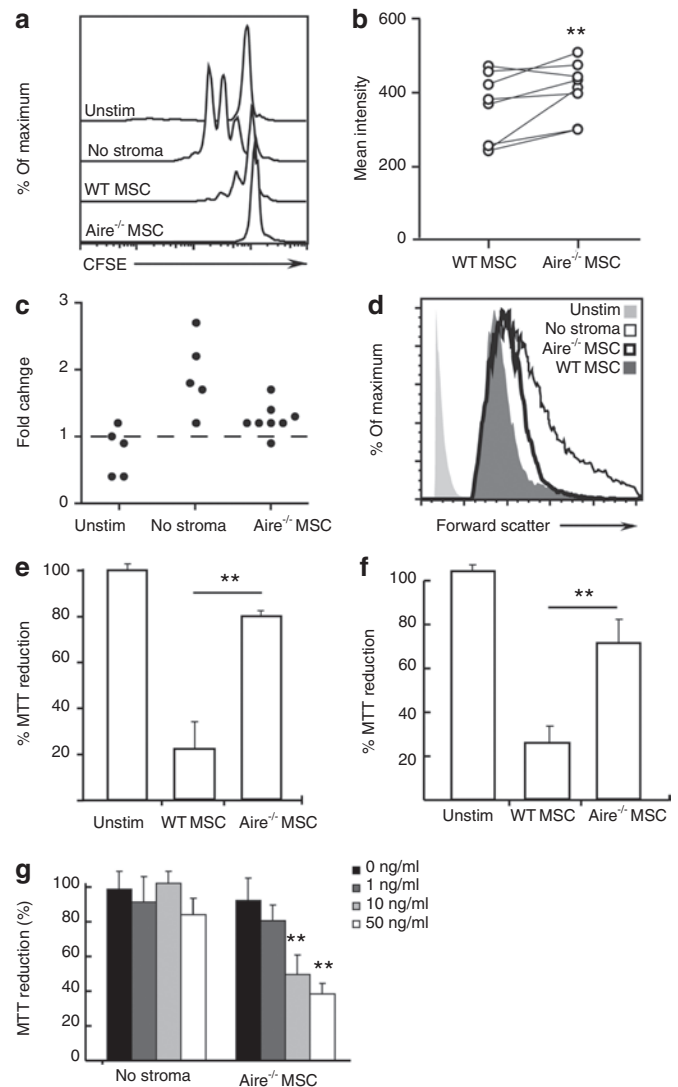 a
% Of maximum
Unstim
No stroma
WT MSC
Aire-/- MSC
CFSE
b
**
Mean intensity
600
400
200
0
WT MSC Aire-/- MSC
c
Fold cahnge
3
2
1
0
Unstim No stroma Aire-/- MSC
d
% Of maximum
Unstim
No stroma
Aire-/- MSC
WT MSC
Forward scatter
e
% MTT reduction
100
80
60
40
20
**
Unstim WT MSC Aire-/- MSC
f
% MTT reduction
100
80
60
40
20
**
Unstim WT MSC Aire-/- MSC
g
MTT reduction (%)
100
80
60
40
20
0
**
**
0 ng/ml
1 ng/ml
10 ng/ml
50 ng/ml
No stroma Aire-/- MSC